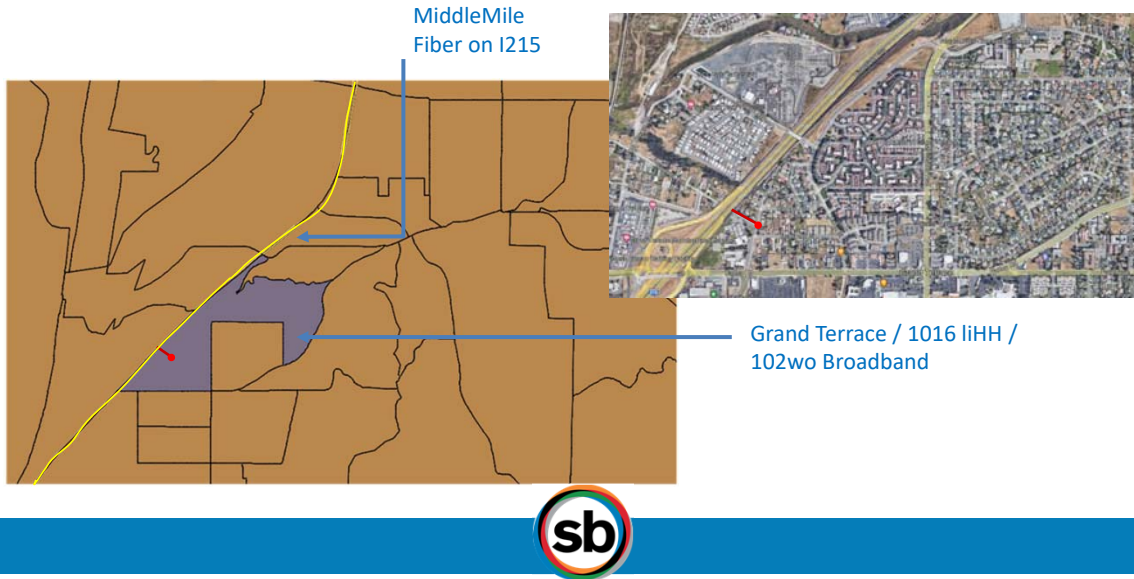 MiddleMile
Fiber on I215
Grand Terrace / 1016 liHH /
102wo Broadband
sb